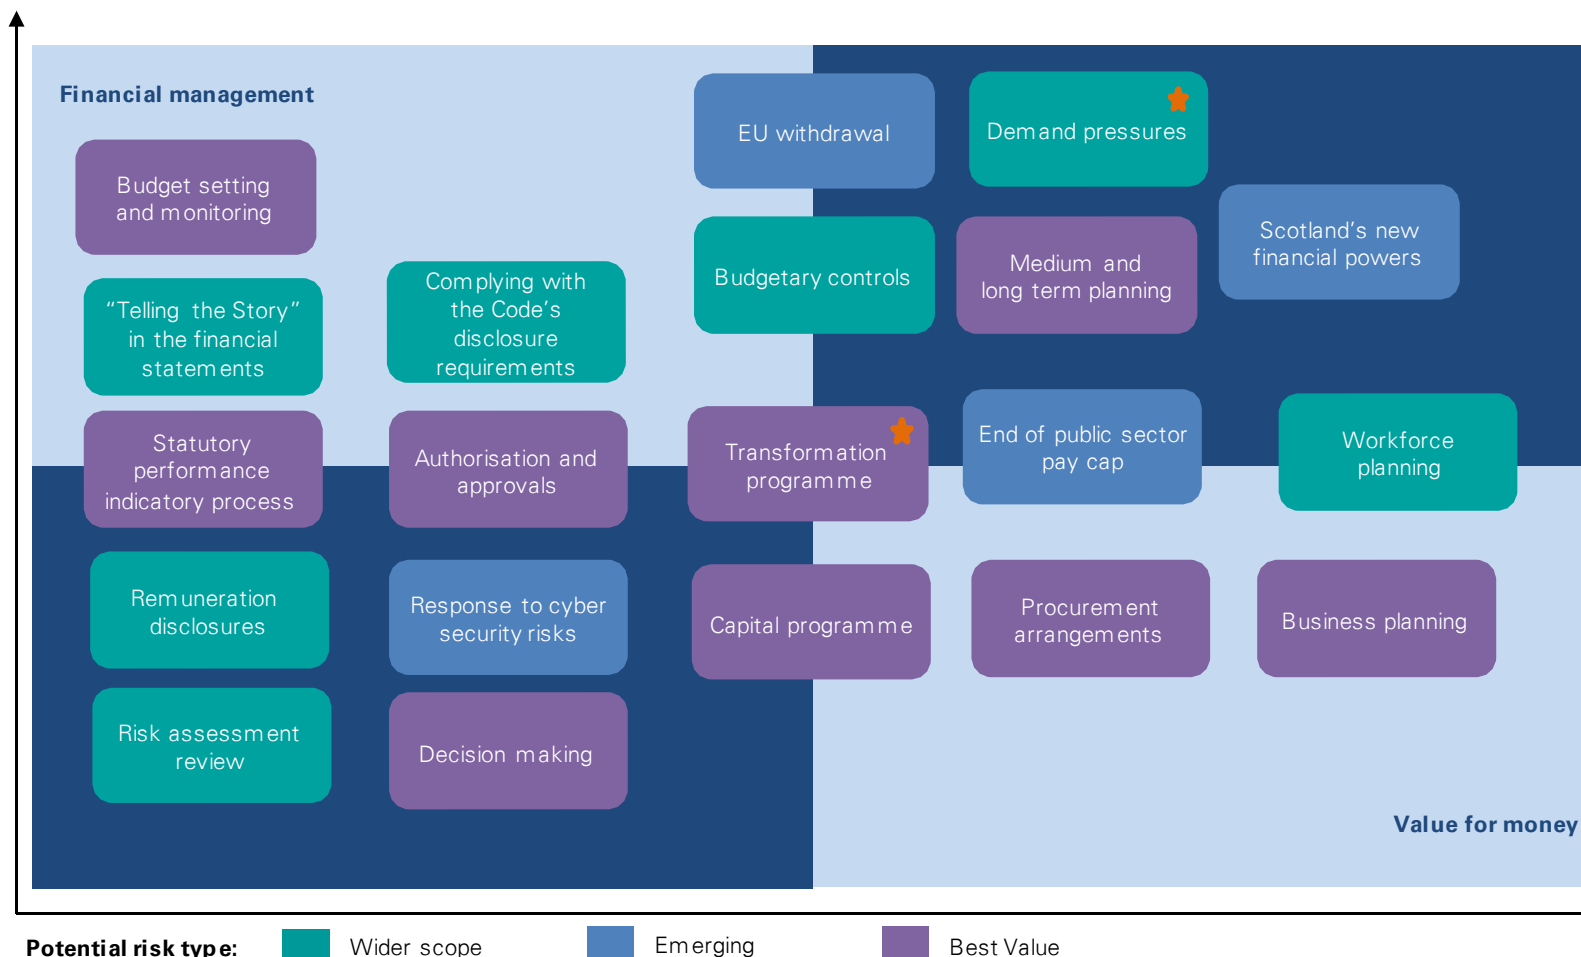 Financial management
EU withdrawal
Demand pressures
Budget setting
and monitoring
Scotland’s new
financial powers
Budgetary controls
Medium and
long term planning
“Telling the Story”
in the financial
statements
Complying with
the Code’s
disclosure
requirements
Statutory
performance
indicatory process
Authorisation and
approvals
Transformation
programme
End of public sector
pay cap
Workforce
planning
Remuneration
disclosures
Response to cyber
security risks
Capital programme
Procurement
arrangements
Business planning
Risk assessment
review
Decision making
Value for money
Potential risk type:
Wider scope
Emerging
Best Value